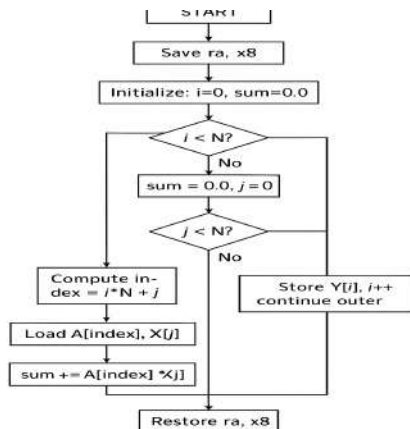 START
Save ra, x8
Initialize: i=0, sum=0.0
i < N?
No
sum = 0.0, j=0
j < N?
No
Compute in-
dex = i*N + j
Load A[index], X[j]
sum += A[index] *X[j]
Store Y[i], i++
continue outer
Restore ra, x8